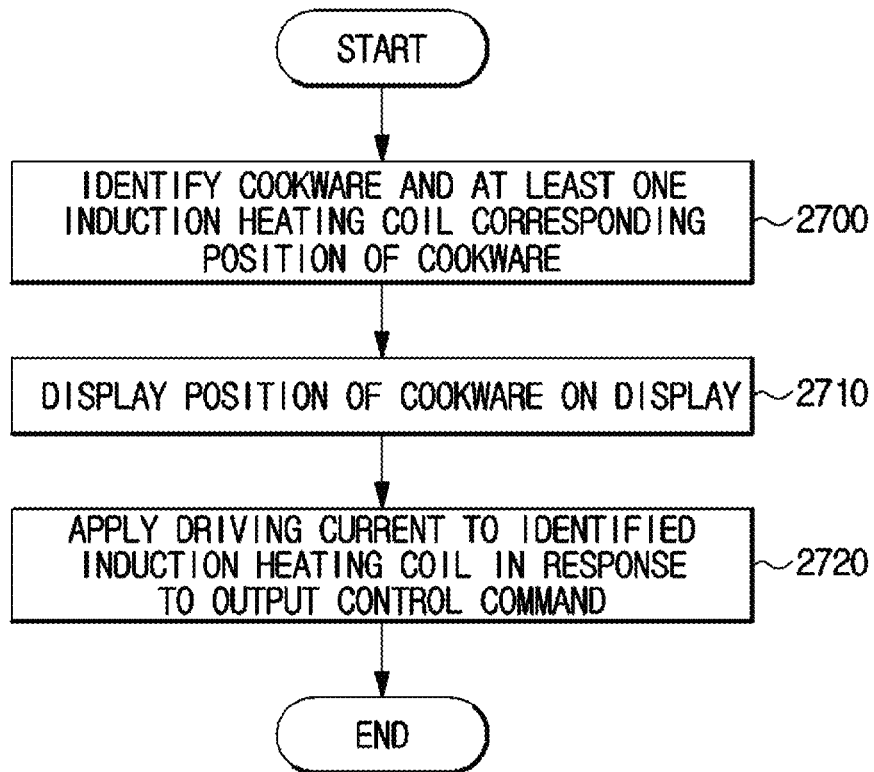 START
IDENTIFY COOKWARE AND AT LEAST ONE
INDUCTION HEATING COIL CORRESPONDING
POSITION OF COOKWARE
2700
DISPLAY POSITION OF COOKWARE ON DISPLAY
2710
APPLY DRIVING CURRENT TO IDENTIFIED
INDUCTION HEATING COIL IN RESPONSE
TO OUTPUT CONTROL COMMAND
2720
END